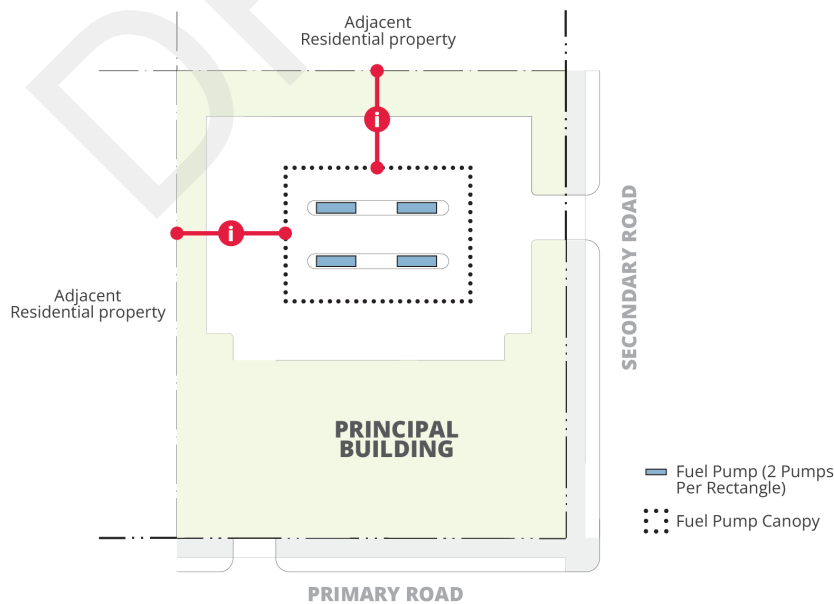 Adjacent
Residential property
i
i
Adjacent
Residential property
SECONDARY ROAD
PRINCIPAL
BUILDING
Fuel Pump (2 Pumps
Per Rectangle)
Fuel Pump Canopy
PRIMARY ROAD